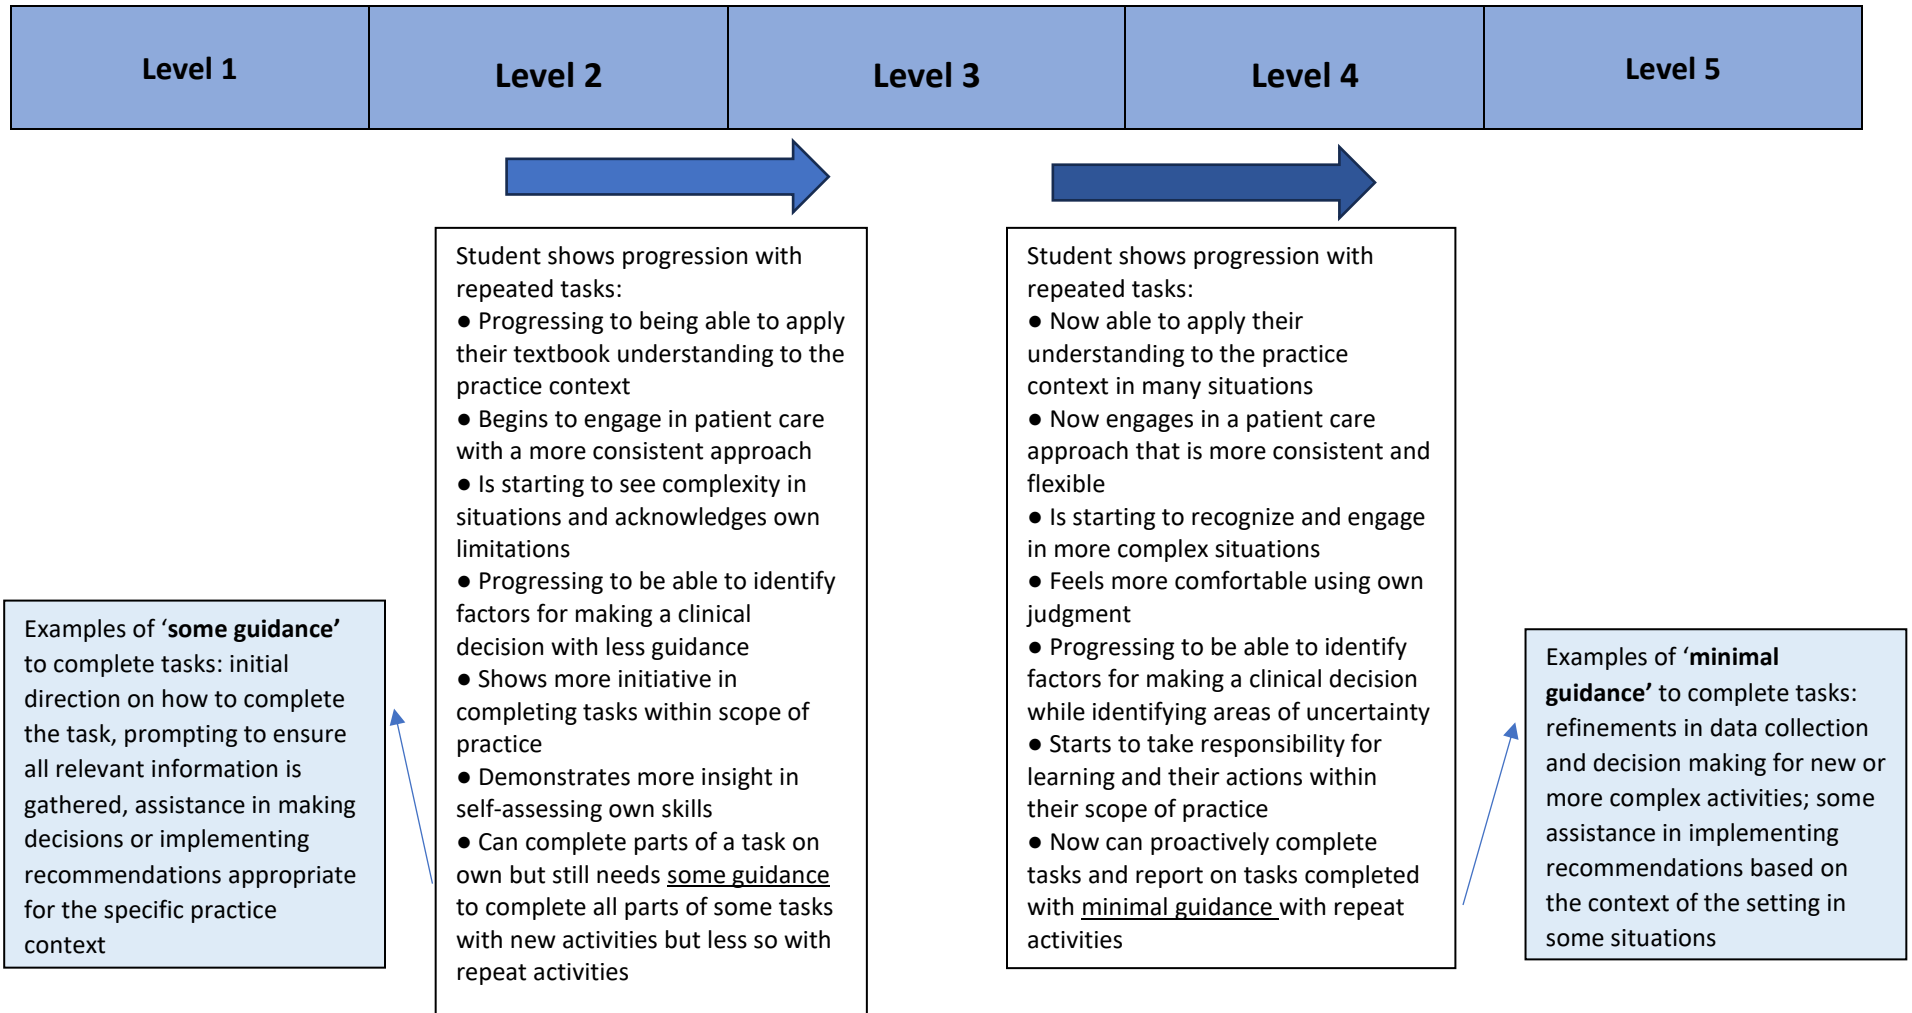 Level 1
Level 2
Level 3
Level 4
Level 5
Student shows progression with
repeated tasks:
● Progressing to being able to apply
their textbook understanding to the
practice context
● Begins to engage in patient care
with a more consistent approach
● Is starting to see complexity in
situations and acknowledges own
limitations
● Progressing to be able to identify
factors for making a clinical
decision with less guidance
● Shows more initiative in
completing tasks within scope of
practice
● Demonstrates more insight in
self-assessing own skills
● Can complete parts of a task on
own but still needs some guidance
to complete all parts of some tasks
with new activities but less so with
repeat activities
Examples of ‘some guidance’
to complete tasks: initial
direction on how to complete
the task, prompting to ensure
all relevant information is
gathered, assistance in making
decisions or implementing
recommendations appropriate
for the specific practice
context
Student shows progression with
repeated tasks:
● Now able to apply their
understanding to the practice
context in many situations
● Now engages in a patient care
approach that is more consistent and
flexible
● Is starting to recognize and engage
in more complex situations
● Feels more comfortable using own
judgment
● Progressing to be able to identify
factors for making a clinical decision
while identifying areas of uncertainty
● Starts to take responsibility for
learning and their actions within
their scope of practice
● Now can proactively complete
tasks and report on tasks completed
with minimal guidance with repeat
activities
Examples of ‘minimal
guidance’ to complete tasks:
refinements in data collection
and decision making for new or
more complex activities; some
assistance in implementing
recommendations based on
the context of the setting in
some situations